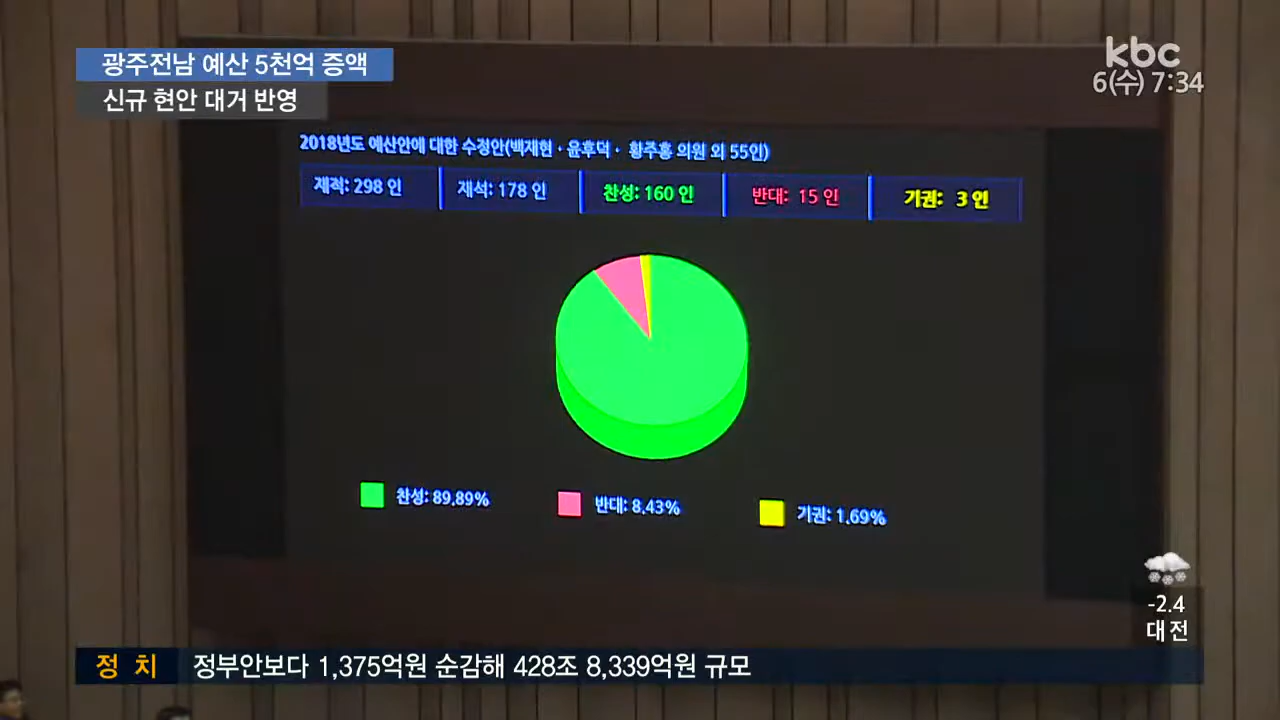 광주전남 예산 5천억 증액
신규 현안 대거 반영
kbc
6(수) 7:34
2018년도 예산안에 대한 수정안(백재현·윤후덕· 황주홍 의원 외 55인)
재적: 298 인
재석: 178 인
찬성: 160 인
반대: 15 인
기권: 3 인
찬성: 89.89%
반대: 8.43%
기권: 1.69%
-2.4
대전
정 치 정부안보다 1,375억원 순감해 428조 8,339억원 규모